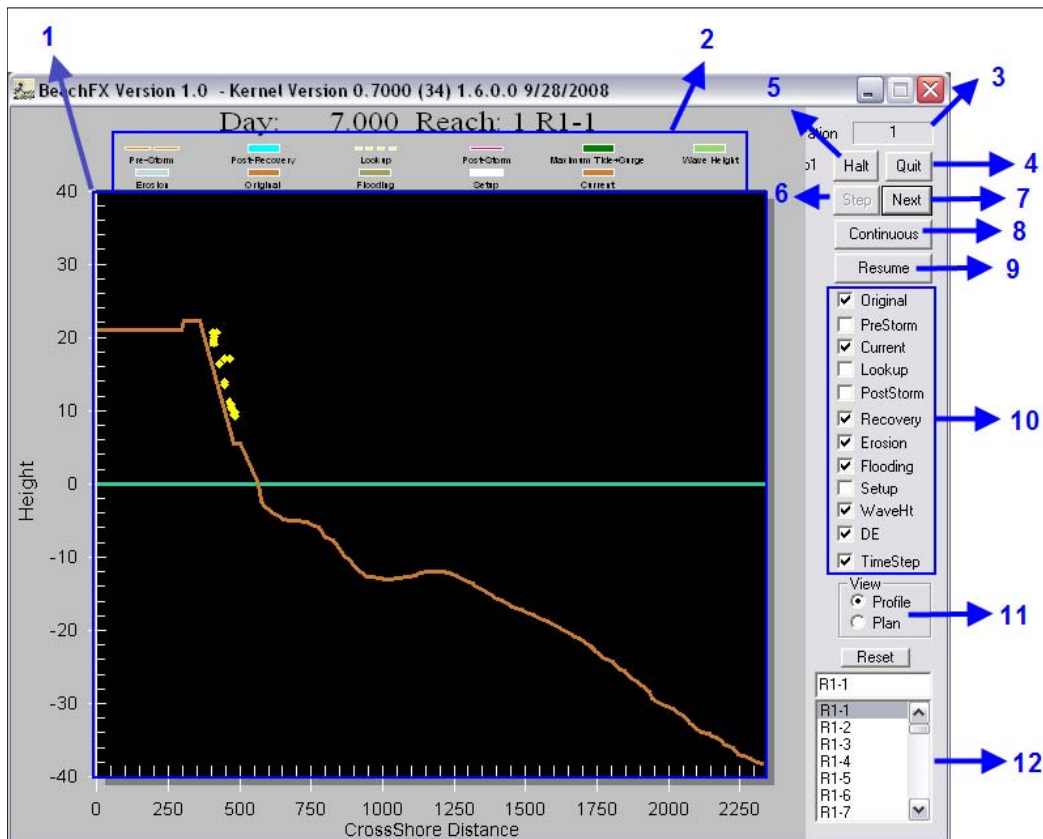 1
2
3
BeachFX Version 1.0 - Kernel Version 0.7000 (34) 1.6.0.0 9/28/2008
5
Day: 7.000 Reach: 1 R1-1
ation 1
Pre-Storm Post-Recovery Lookup Post-Storm Maximum Tide+Surge Wave Height
Erosion Original Flooding Setup Current
o1 Halt Quit
4
6
Step Next
7
Continuous
8
Resume
9
Original
PreStorm
Current
Lookup
PostStorm
Recovery
10
Erosion
Flooding
Setup
WaveHt
DE
TimeStep
View
Profile
11
Plan
Reset
R1-1
R1-1
R1-2
R1-3
R1-4
12
R1-5
R1-6
R1-7
40
30
20
10
0
-10
-20
-30
-40
Height
0 250 500 750 1000 1250 1500 1750 2000 2250
CrossShore Distance